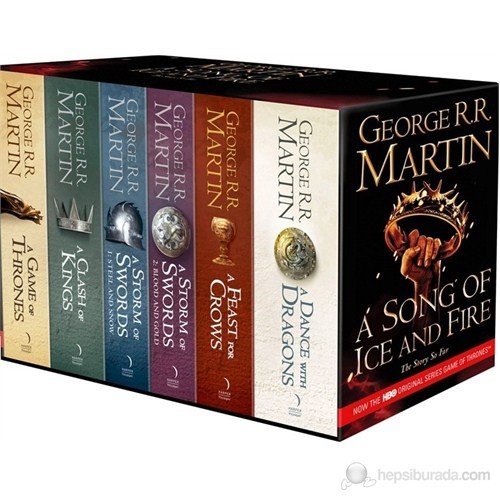 GEORGE R.R.
MARTIN
A GAME OF
THRONES
GEORGE R.R.
MARTIN
A CLASH OF
KINGS
GEORGE R.R.
MARTIN
A STORM OF
SWORDS
1: STEEL AND SNOW
GEORGE R.R.
MARTIN
A STORM OF
SWORDS
2: BLOOD AND GOLD
GEORGE R.R.
MARTIN
A FEAST FOR
CROWS
GEORGE R.R.
MARTIN
A DANCE WITH
DRAGONS
GEORGE R.R.
MARTIN
A SONG OF
ICE AND FIRE
The Story So Far
NOW THE HBO ORIGINAL SERIES GAME OF THRONES
hepsiburada.com